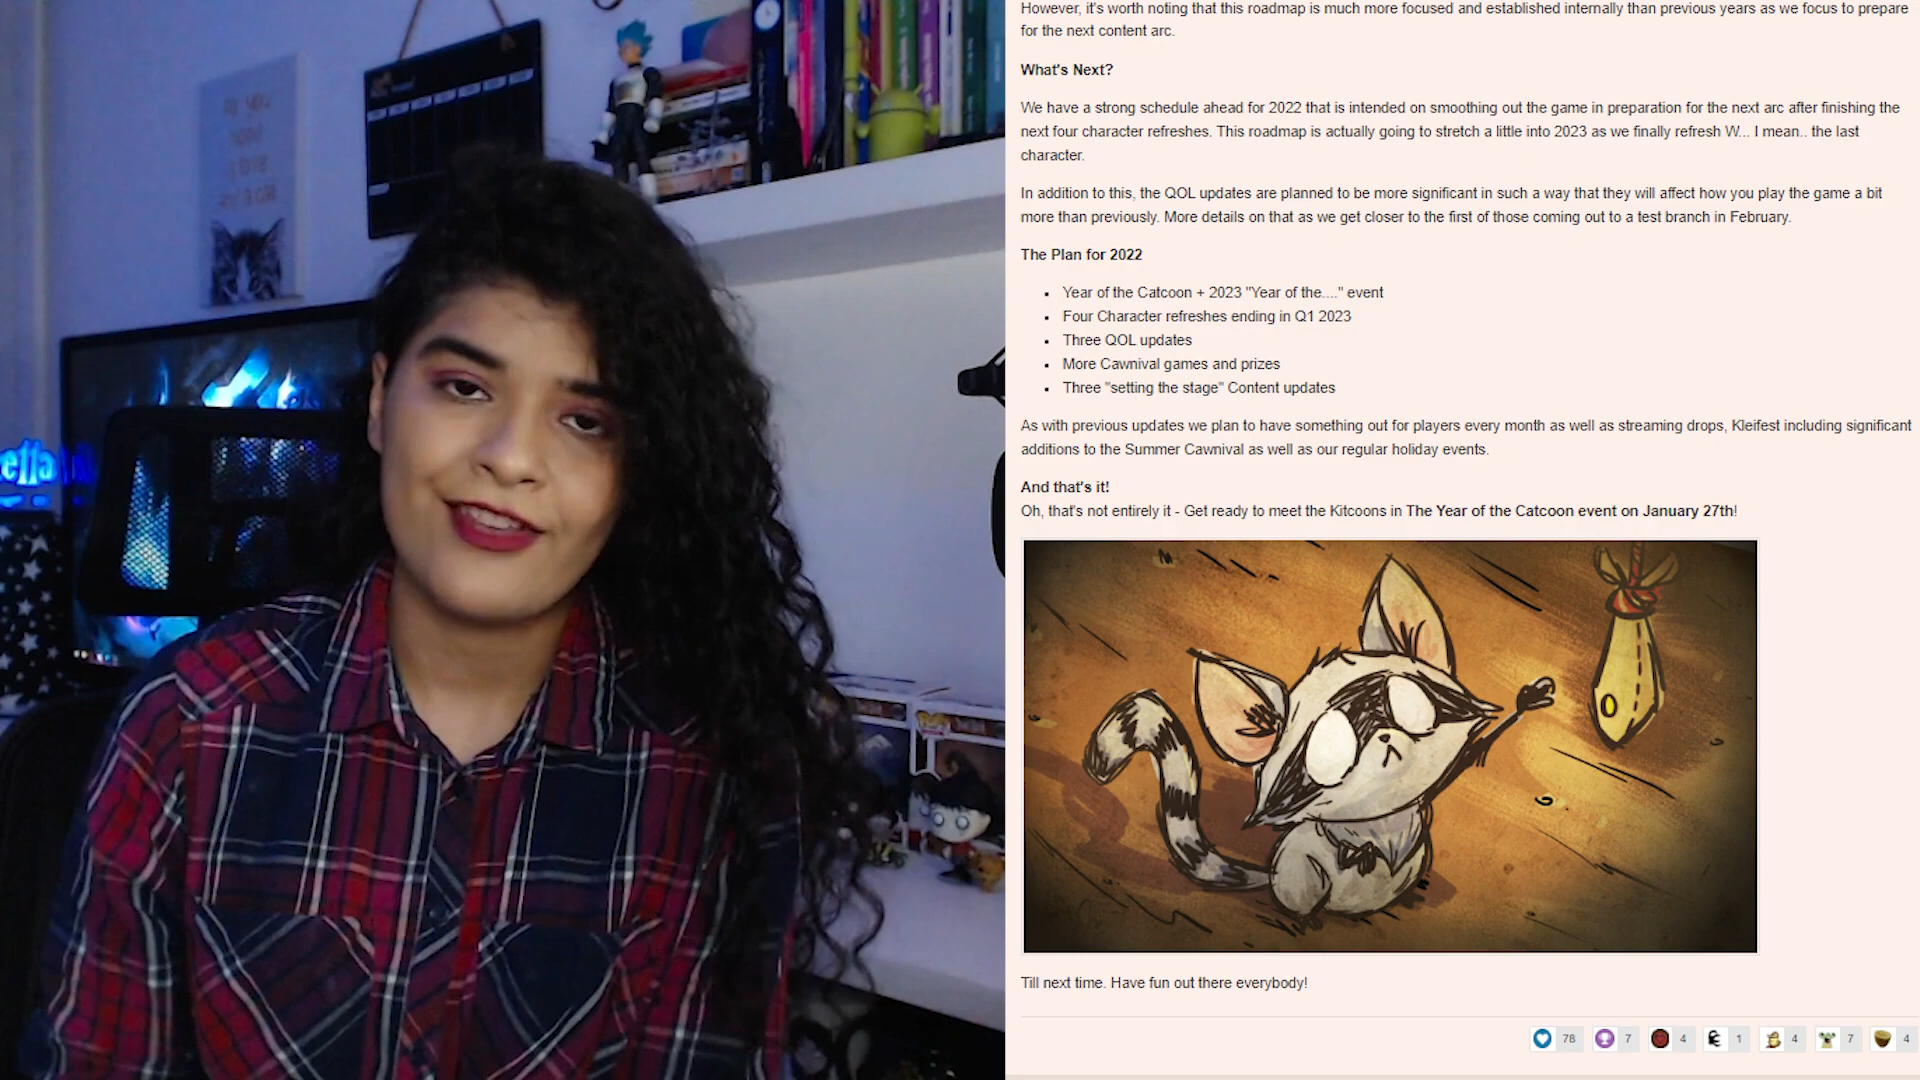 However, it's worth noting that this roadmap is much more focused and established internally than previous years as we focus to prepare
for the next content arc.
What's Next?
We have a strong schedule ahead for 2022 that is intended on smoothing out the game in preparation for the next arc after finishing the
next four character refreshes. This roadmap is actually going to stretch a little into 2023 as we finally refresh W... I mean.. the last
character.
In addition to this, the QOL updates are planned to be more significant in such a way that they will affect how you play the game a bit
more than previously. More details on that as we get closer to the first of those coming out to a test branch in February.
The Plan for 2022
Year of the Catcoon + 2023 "Year of the...." event
Four Character refreshes ending in Q1 2023
Three QOL updates
More Cawnival games and prizes
Three "setting the stage" Content updates
As with previous updates we plan to have something out for players every month as well as streaming drops, Kleifest including significant
additions to the Summer Cawnival as well as our regular holiday events.
And that's it!
Oh, that's not entirely it - Get ready to meet the Kitcoons in The Year of the Catcoon event on January 27th!
Till next time. Have fun out there everybody!
78 7 4 1 4 7 4